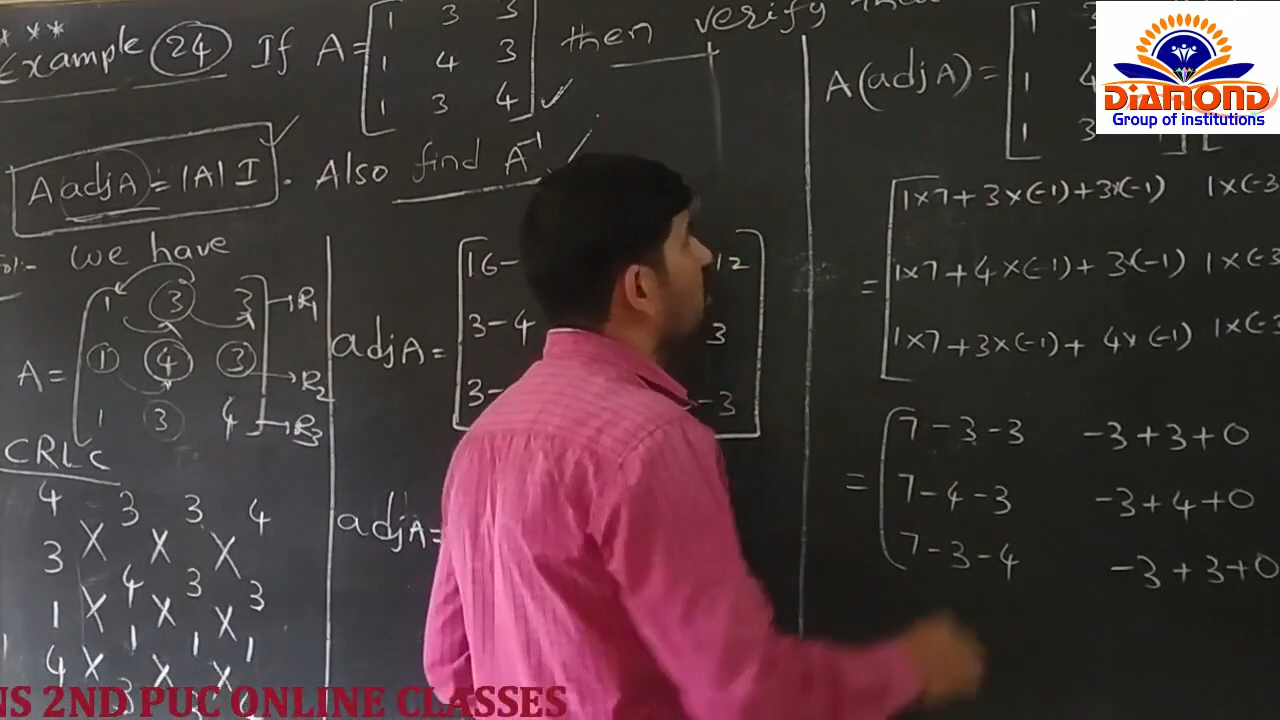 *** Example 24 If A = [1 3 3
1 4 3
1 3 4] then verify
A adjA = |A| I . Also find A⁻¹
Sol:- We have
A = [1 3 3 → R1
1 4 3 → R2
1 3 4 → R3
CRLC
4 3 3 4
3 4 3 3
1 1 1 1
4
adjA = [16- 12
3-4 3
3- -3]
adjA =
A(adjA) = [1
1 4
1 3
= [1×7+3×(-1)+3×(-1) 1×(-3
1×7+4×(-1)+3(-1) 1×(-3
1×7+3×(-1)+4×(-1) 1×(-3
= [7-3-3 -3+3+0
7-4-3 -3+4+0
7-3-4 -3+3+0
DiAMOND
Group of institutions
NS 2ND PUC ONLINE CLASSES